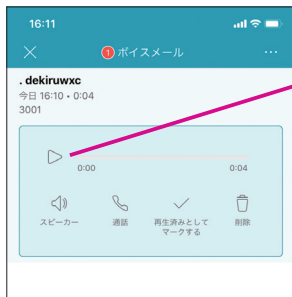 16:11
1 ボイスメール
. dekiruwxc
今日 16:10・0:04
3001
0:00 0:04
スピーカー 通話 再生済みとして 削除
マークする